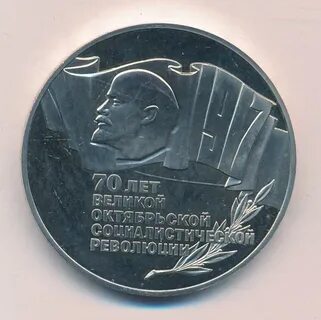 1917
70 ЛЕТ
ВЕЛИКОЙ
ОКТЯБРЬСКОЙ
СОЦИАЛИСТИЧЕСКОЙ
РЕВОЛЮЦИИ